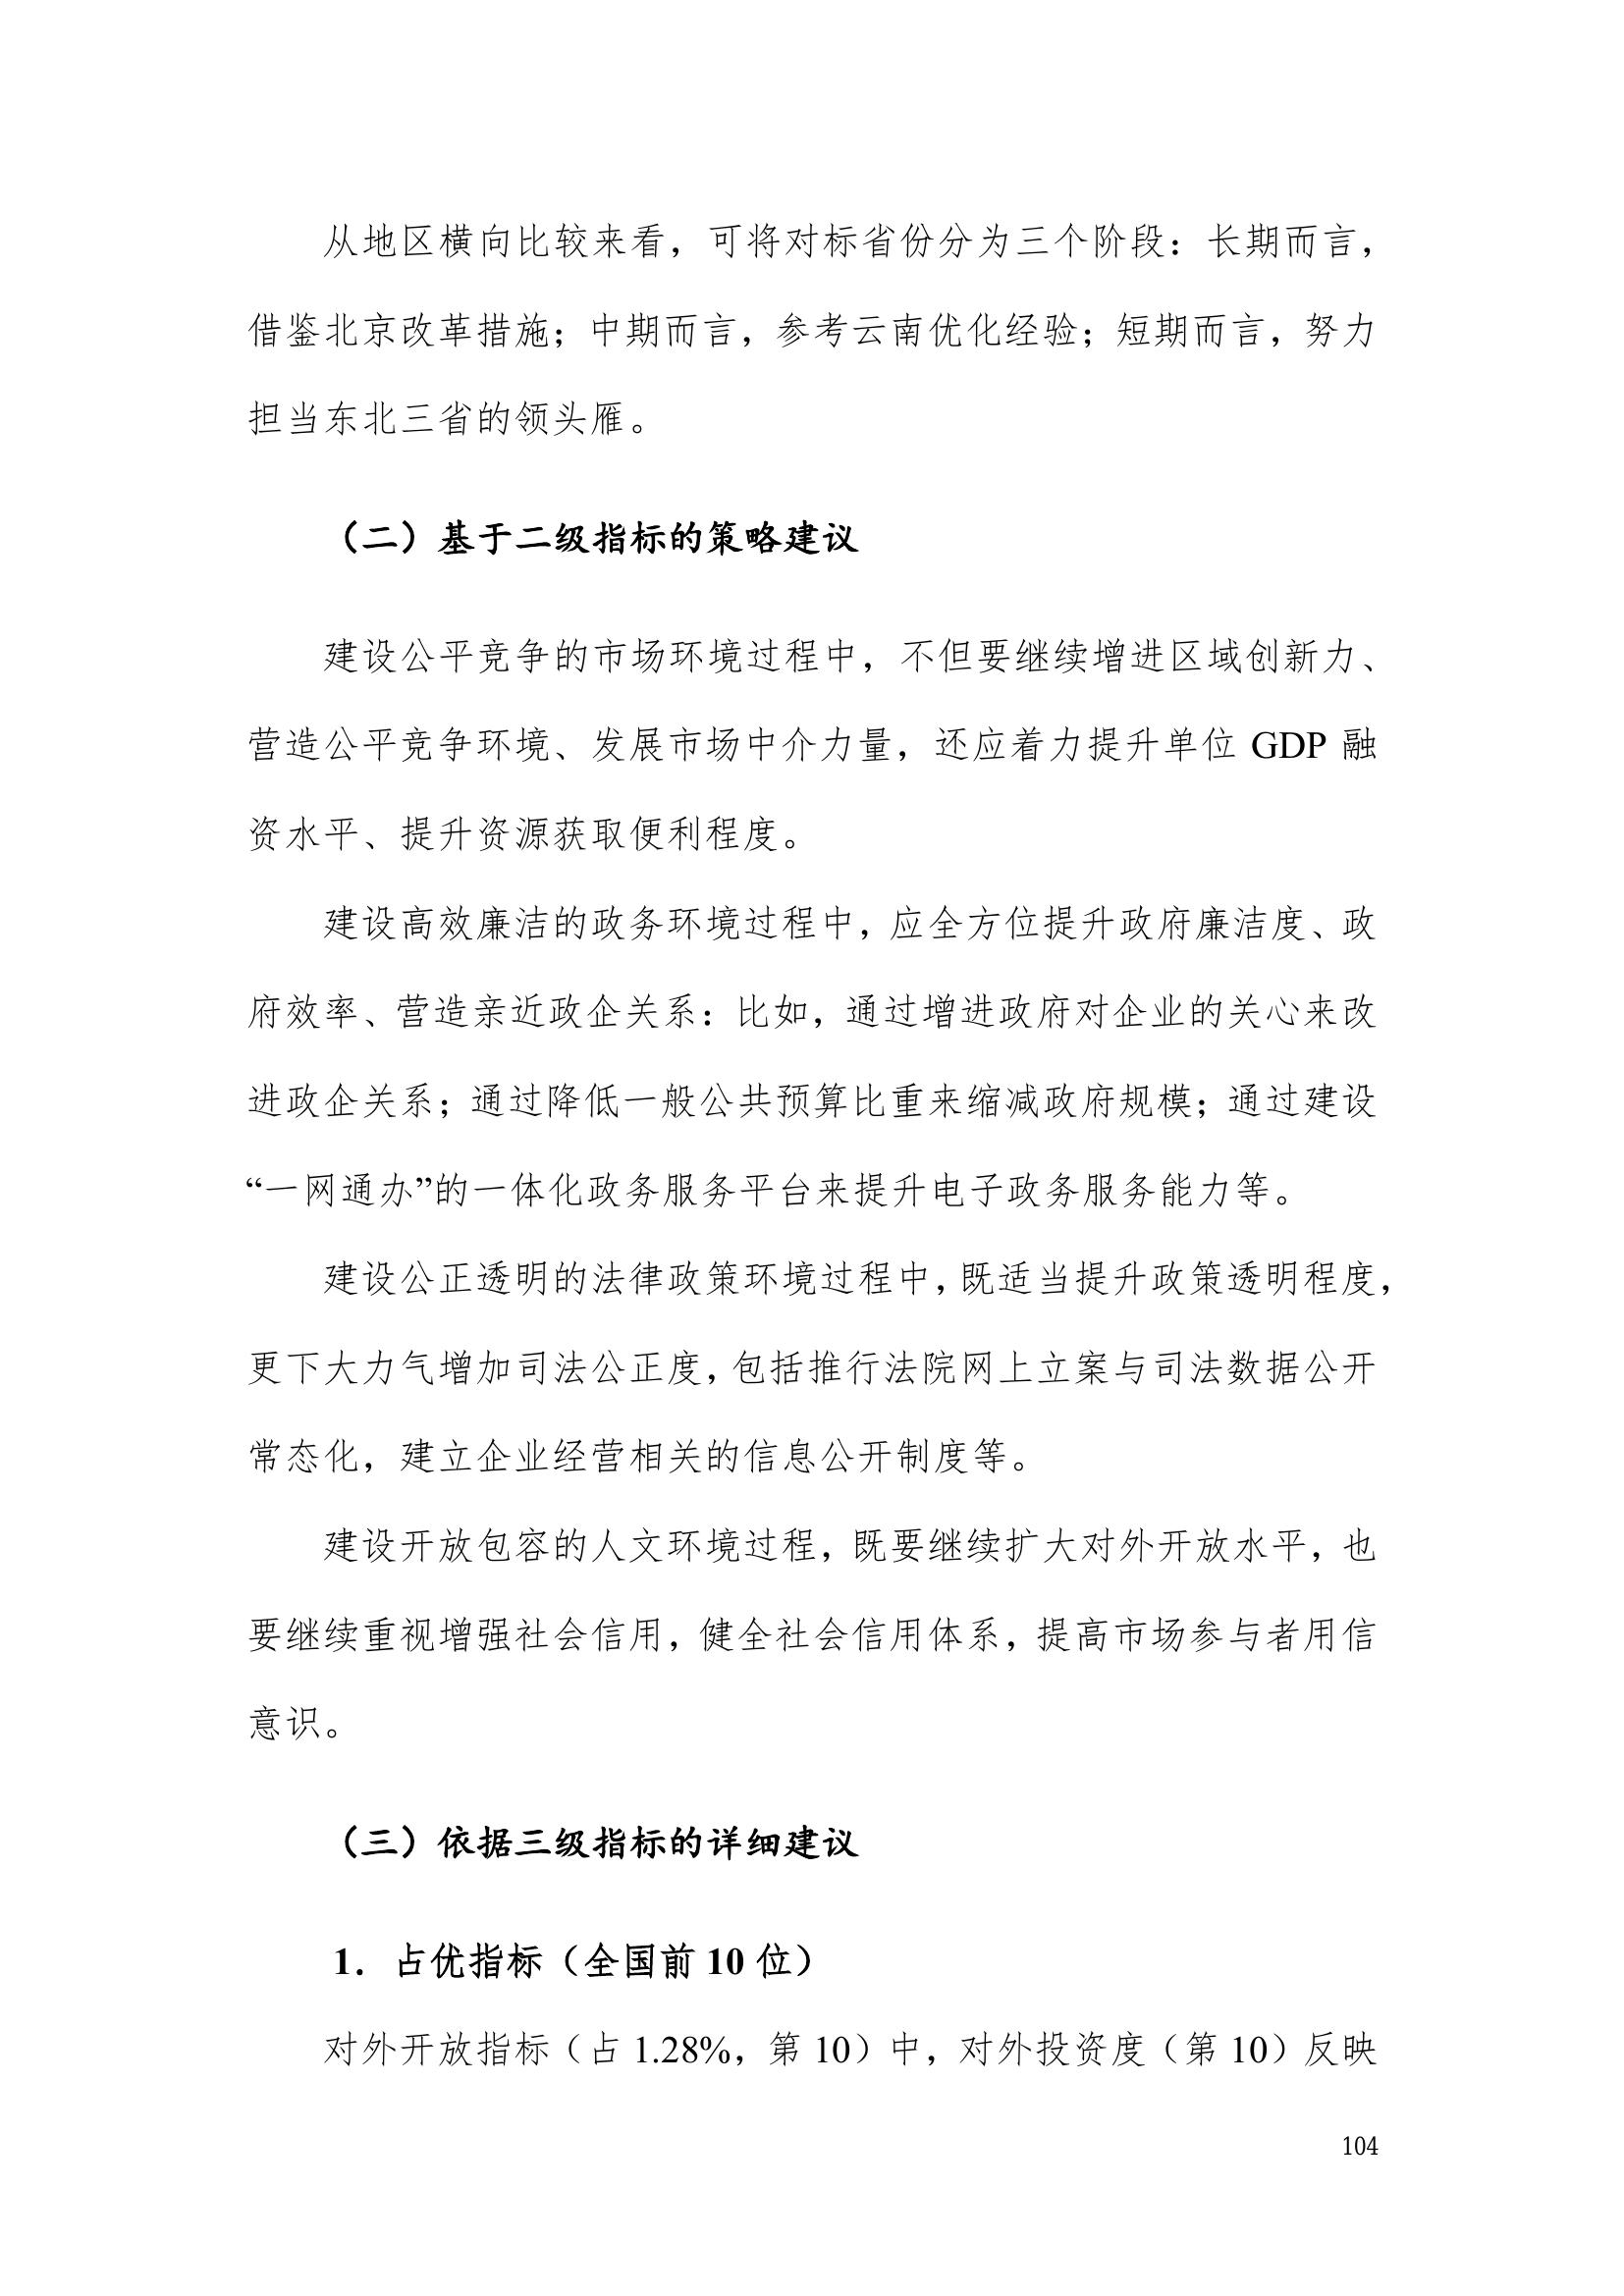 从地区横向比较来看，可将对标省份分为三个阶段：长期而言，
借鉴北京改革措施；中期而言，参考云南优化经验；短期而言，努力
担当东北三省的领头雁。
（二）基于二级指标的策略建议
建设公平竞争的市场环境过程中，不但要继续增进区域创新力、
营造公平竞争环境、发展市场中介力量，还应着力提升单位 GDP 融
资水平、提升资源获取便利程度。
建设高效廉洁的政务环境过程中，应全方位提升政府廉洁度、政
府效率、营造亲近政企关系：比如，通过增进政府对企业的关心来改
进政企关系；通过降低一般公共预算比重来缩减政府规模；通过建设
“一网通办”的一体化政务服务平台来提升电子政务服务能力等。
建设公正透明的法律政策环境过程中，既适当提升政策透明程度，
更下大力气增加司法公正度，包括推行法院网上立案与司法数据公开
常态化，建立企业经营相关的信息公开制度等。
建设开放包容的人文环境过程，既要继续扩大对外开放水平，也
要继续重视增强社会信用，健全社会信用体系，提高市场参与者用信
意识。
（三）依据三级指标的详细建议
1．占优指标（全国前 10 位）
对外开放指标（占 1.28%，第 10）中，对外投资度（第 10）反映
104